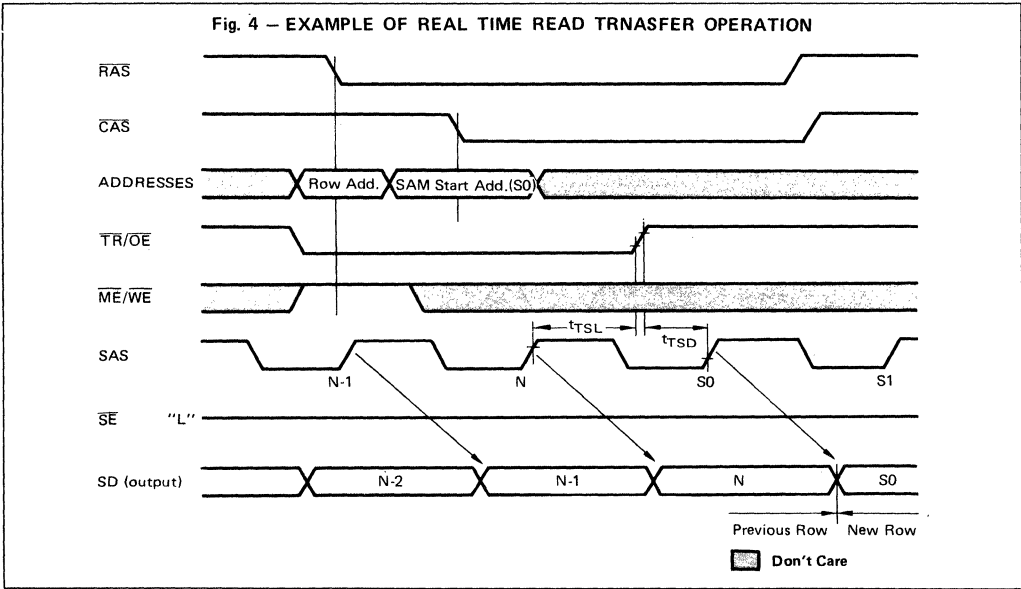 Fig. 4 — EXAMPLE OF REAL TIME READ TRNASFER OPERATION
RAS
CAS
ADDRESSES Row Add. SAM Start Add.(S0)
TR/OE
ME/WE
tTSL tTSD
SAS
N-1 N S0 S1
SE "L"
SD (output) N-2 N-1 N S0
Previous Row New Row
Don't Care